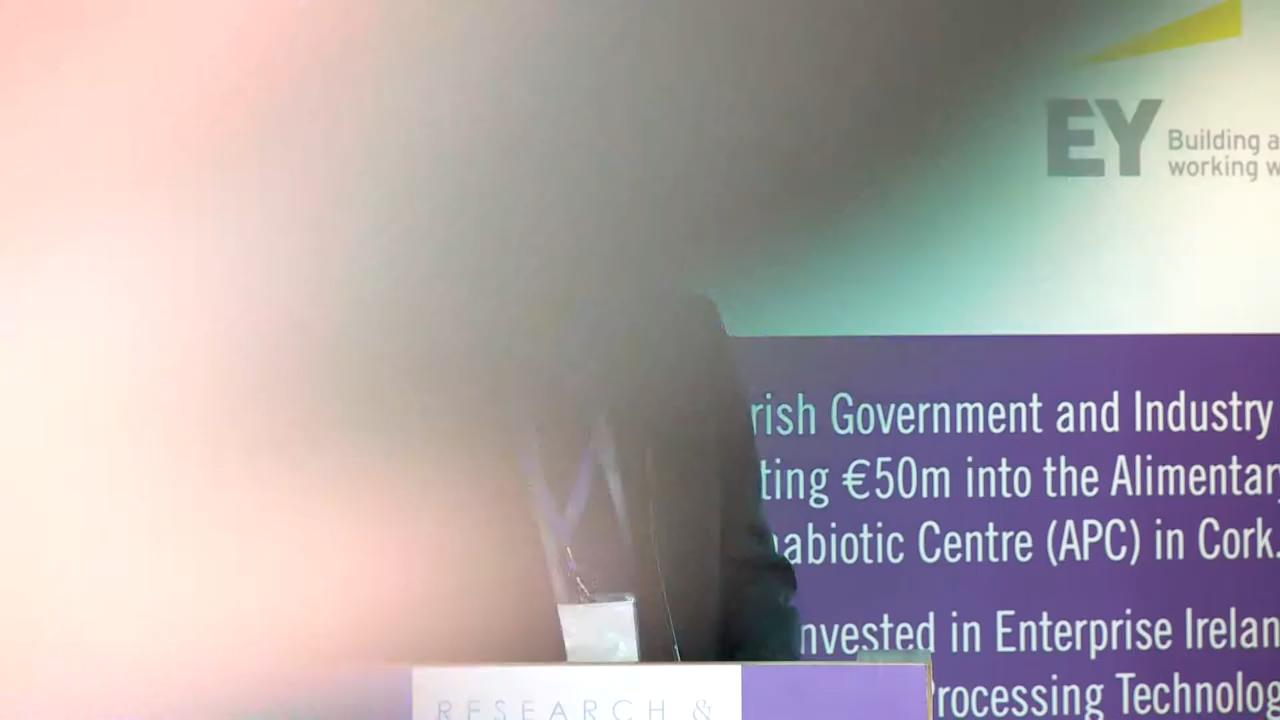 EY
Building a
working w
rish Government and Industry
ting €50m into the Alimentar
abiotic Centre (APC) in Cork.
nvested in Enterprise Irelan
rocessing Technolog
RESEARCH &